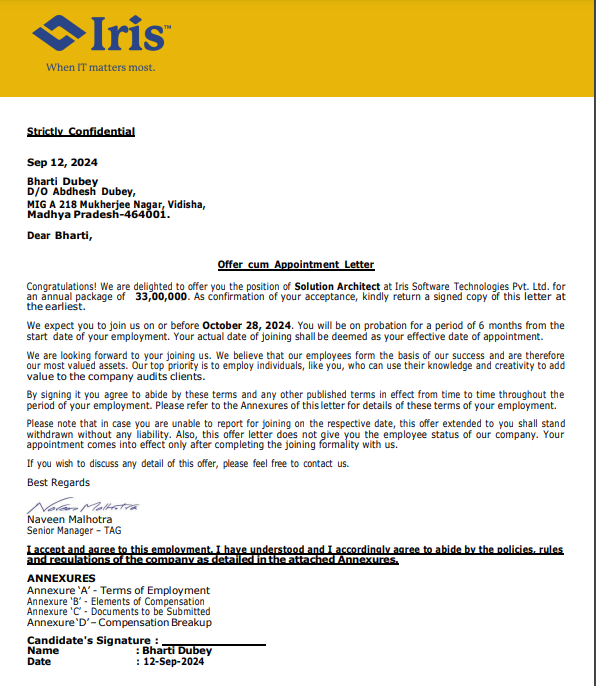 Iris™
When IT matters most.
Strictly Confidential
Sep 12, 2024
Bharti Dubey
D/O Abdhesh Dubey,
MIG A 218 Mukherjee Nagar, Vidisha,
Madhya Pradesh-464001.
Dear Bharti,
Offer cum Appointment Letter
Congratulations! We are delighted to offer you the position of Solution Architect at Iris Software Technologies Pvt. Ltd. for
an annual package of 33,00,000. As confirmation of your acceptance, kindly return a signed copy of this letter at
the earliest.
We expect you to join us on or before October 28, 2024. You will be on probation for a period of 6 months from the
start date of your employment. Your actual date of joining shall be deemed as your effective date of appointment.
We are looking forward to your joining us. We believe that our employees form the basis of our success and are therefore
our most valued assets. Our top priority is to employ individuals, like you, who can use their knowledge and creativity to add
value to the company audits clients.
By signing it you agree to abide by these terms and any other published terms in effect from time to time throughout the
period of your employment. Please refer to the Annexures of this letter for details of these terms of your employment.
Please note that in case you are unable to report for joining on the respective date, this offer extended to you shall stand
withdrawn without any liability. Also, this offer letter does not give you the employee status of our company. Your
appointment comes into effect only after completing the joining formality with us.
If you wish to discuss any detail of this offer, please feel free to contact us.
Best Regards
Naveen Malhotra
Naveen Malhotra
Senior Manager – TAG
I accept and agree to this employment. I have understood and I accordingly agree to abide by the policies, rules
and regulations of the company as detailed in the attached Annexures.
ANNEXURES
Annexure 'A' - Terms of Employment
Annexure 'B' - Elements of Compensation
Annexure 'C' - Documents to be Submitted
Annexure 'D' – Compensation Breakup
Candidate's Signature :
Name : Bharti Dubey
Date : 12-Sep-2024